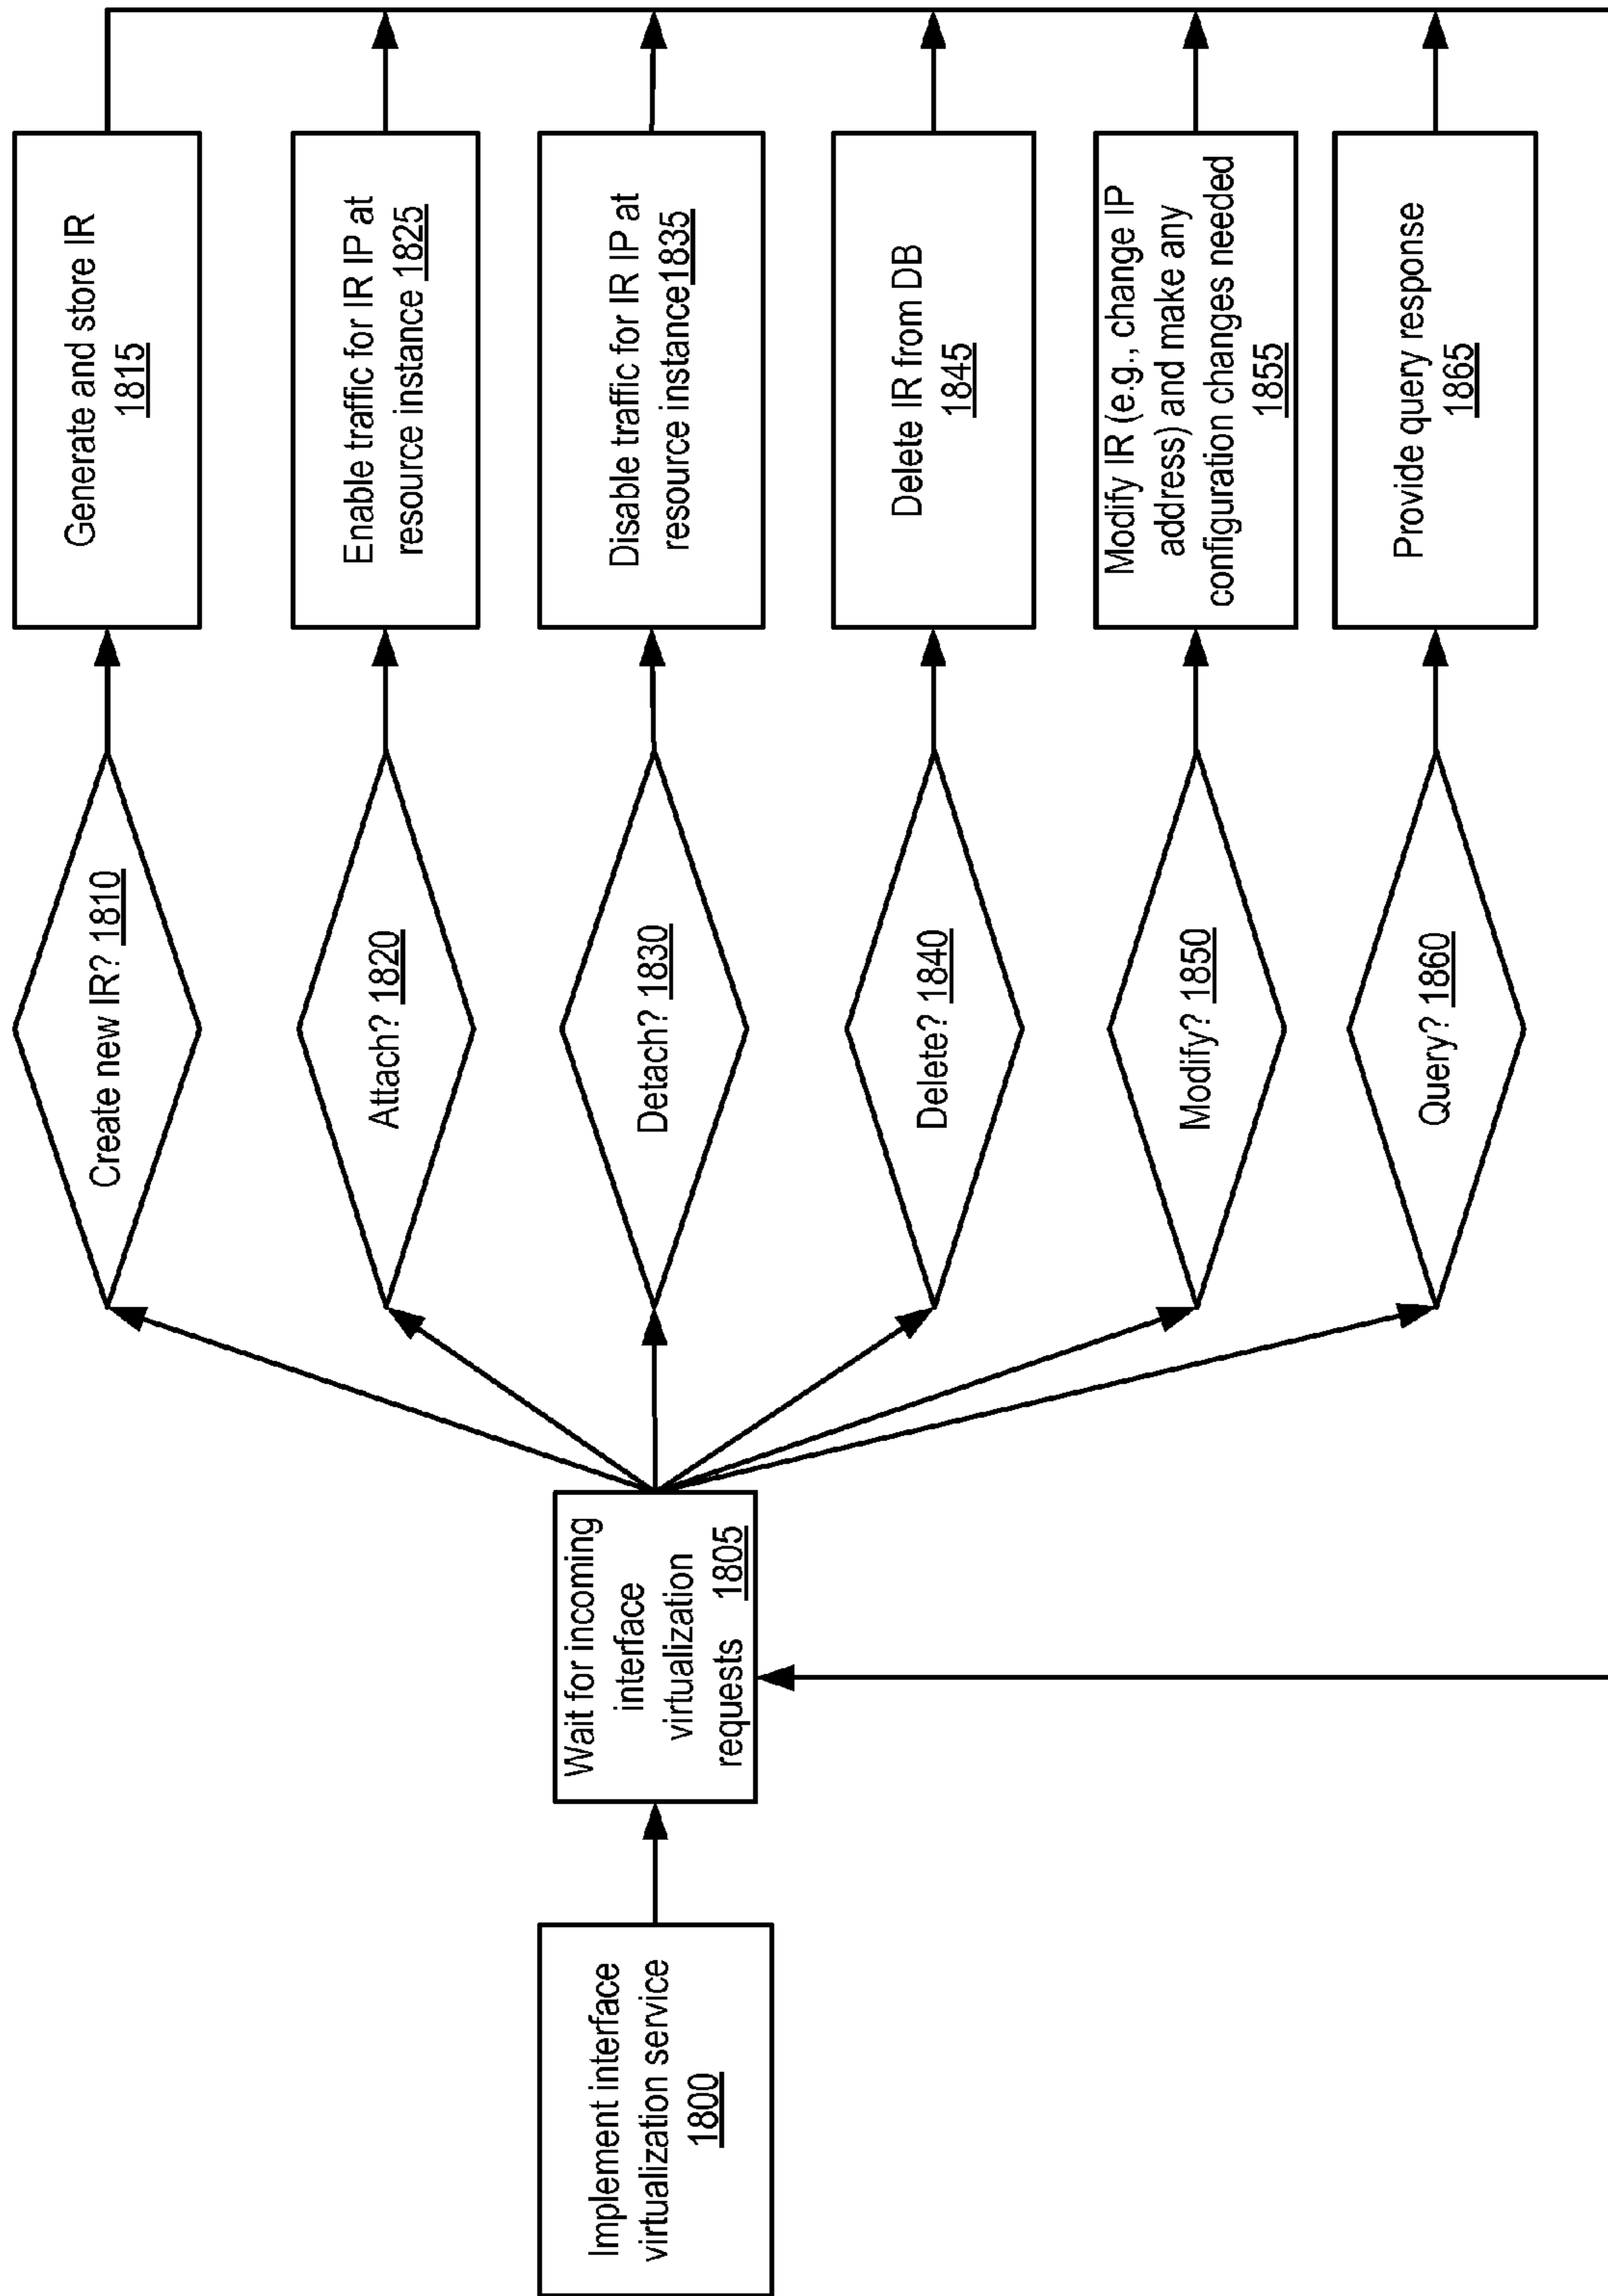 Implement interface
virtualization service
1800
Wait for incoming
interface
virtualization
requests 1805
Create new IR? 1810
Generate and store IR
1815
Attach? 1820
Enable traffic for IR IP at
resource instance 1825
Detach? 1830
Disable traffic for IR IP at
resource instance1835
Delete? 1840
Delete IR from DB
1845
Modify? 1850
Modify IR (e.g., change IP
address) and make any
configuration changes needed
1855
Query? 1860
Provide query response
1865